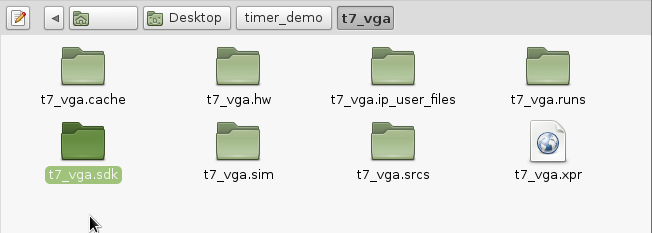 Desktop timer_demo t7_vga
t7_vga.cache t7_vga.hw t7_vga.ip_user_files t7_vga.runs
t7_vga.sdk t7_vga.sim t7_vga.srcs t7_vga.xpr